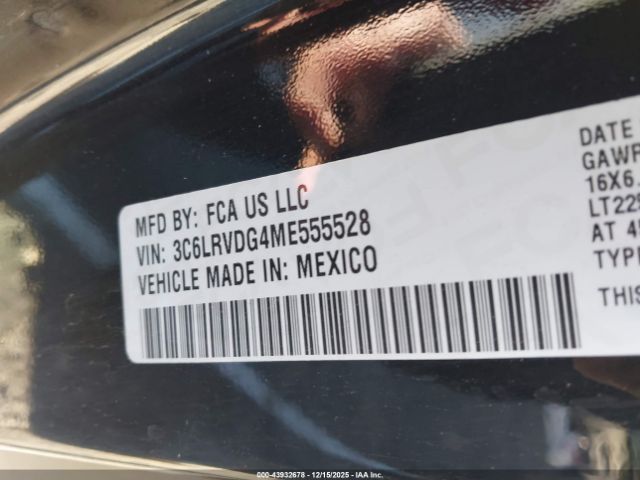 MFD BY: FCA US LLC
VIN: 3C6LRVDG4ME555528
VEHICLE MADE IN: MEXICO
DATE
GAWR
16X6.
LT225
AT 4
TYPE
THIS
000-43932678 - 12/15/2025 - IAA Inc.